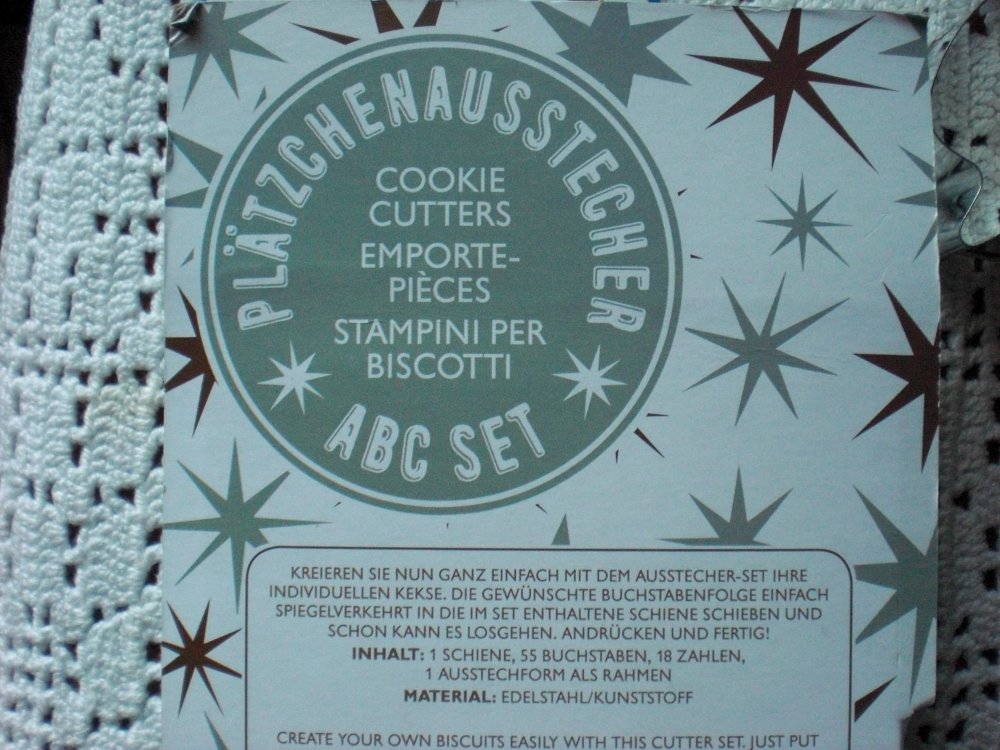 PLÄTZCHENAUSSTECHER
COOKIE
CUTTERS
EMPORTE-
PIÈCES
STAMPINI PER
BISCOTTI
ABC SET
KREIEREN SIE NUN GANZ EINFACH MIT DEM AUSSTECHER-SET IHRE
INDIVIDUELLEN KEKSE. DIE GEWÜNSCHTE BUCHSTABENFOLGE EINFACH
SPIEGELVERKEHRT IN DIE IM SET ENTHALTENE SCHIENE SCHIEBEN UND
SCHON KANN ES LOSGEHEN. ANDRÜCKEN UND FERTIG!
INHALT: 1 SCHIENE, 55 BUCHSTABEN, 18 ZAHLEN,
1 AUSSTECHFORM ALS RAHMEN
MATERIAL: EDELSTAHL/KUNSTSTOFF
CREATE YOUR OWN BISCUITS EASILY WITH THIS CUTTER SET. JUST PUT